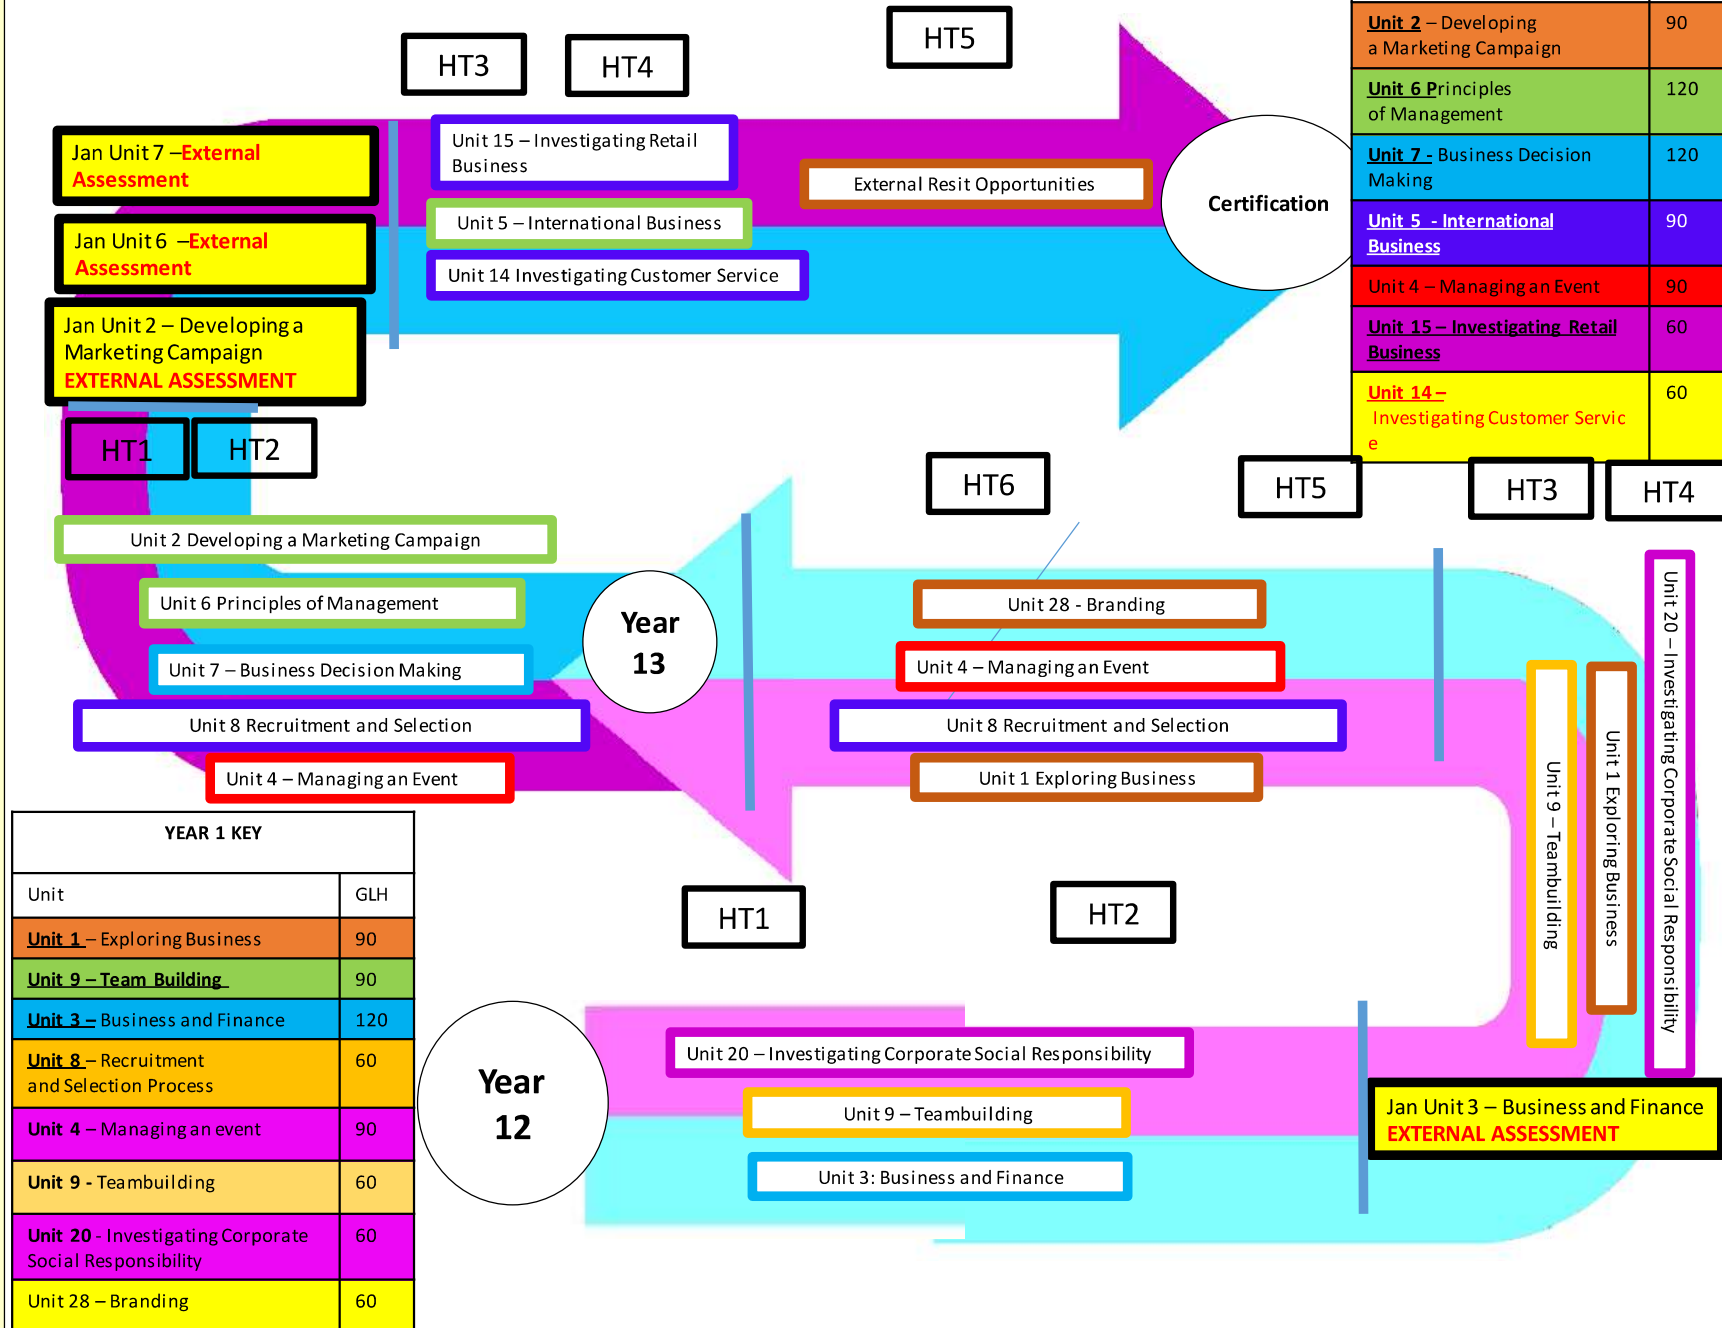 HT3
HT4
HT5
Jan Unit 7 –External
Assessment
Jan Unit 6 –External
Assessment
Jan Unit 2 – Developing a
Marketing Campaign
EXTERNAL ASSESSMENT
Unit 15 – Investigating Retail
Business
Unit 5 – International Business
Unit 14 Investigating Customer Service
External Resit Opportunities
Certification
Unit 2 – Developing
a Marketing Campaign
90
Unit 6 Principles
of Management
120
Unit 7 - Business Decision
Making
120
Unit 5 - International
Business
90
Unit 4 – Managing an Event
90
Unit 15 – Investigating Retail
Business
60
Unit 14 –
Investigating Customer Servic
e
60
HT1
HT2
HT6
HT5
HT3
HT4
Unit 2 Developing a Marketing Campaign
Unit 6 Principles of Management
Unit 7 – Business Decision Making
Unit 8 Recruitment and Selection
Unit 4 – Managing an Event
Year
13
Unit 28 - Branding
Unit 4 – Managing an Event
Unit 8 Recruitment and Selection
Unit 1 Exploring Business
Unit 9 – Teambuilding
Unit 1 Exploring Business
Unit 20 – Investigating Corporate Social Responsibility
YEAR 1 KEY
Unit
GLH
Unit 1 – Exploring Business
90
Unit 9 – Team Building
90
Unit 3 – Business and Finance
120
Unit 8 – Recruitment
and Selection Process
60
Unit 4 – Managing an event
90
Unit 9 - Teambuilding
60
Unit 20 - Investigating Corporate
Social Responsibility
60
Unit 28 – Branding
60
HT1
HT2
Year
12
Unit 20 – Investigating Corporate Social Responsibility
Unit 9 – Teambuilding
Unit 3: Business and Finance
Jan Unit 3 – Business and Finance
EXTERNAL ASSESSMENT